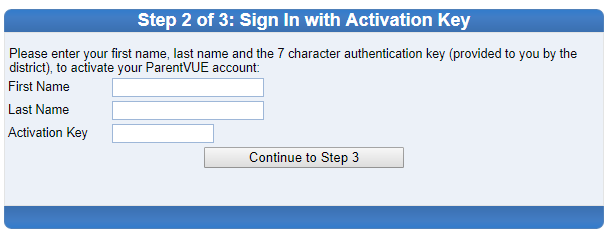 Step 2 of 3: Sign In with Activation Key
Please enter your first name, last name and the 7 character authentication key (provided to you by the
district), to activate your ParentVUE account:
First Name
Last Name
Activation Key
Continue to Step 3